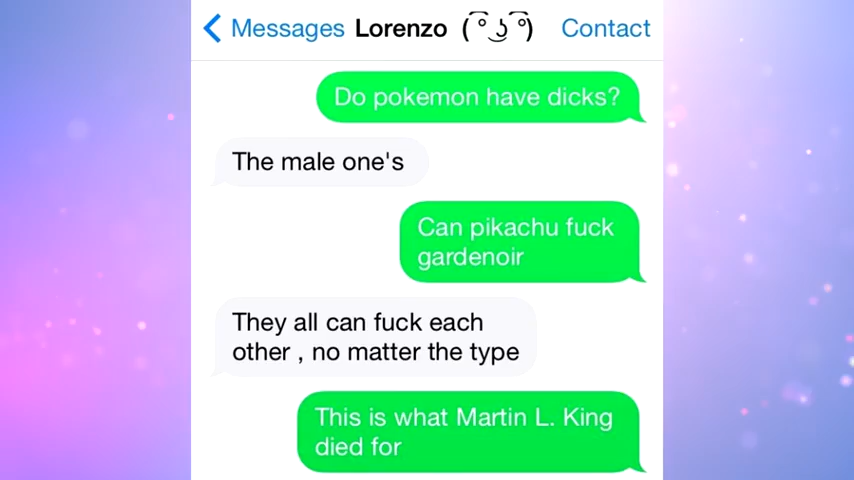 Messages Lorenzo ( ͡° ͜ʖ ͡°) Contact
Do pokemon have dicks?
The male one's
Can pikachu fuck
gardenoir
They all can fuck each
other , no matter the type
This is what Martin L. King
died for